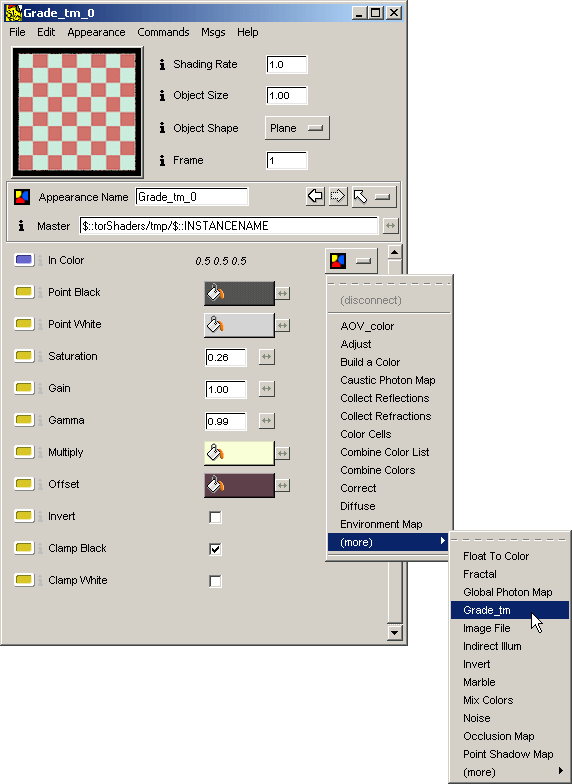 Grade_tm_0
File Edit Appearance Commands Msgs Help
Shading Rate 1.0
Object Size 1.00
Object Shape Plane
Frame 1
Appearance Name Grade_tm_0
Master $::torShaders/tmp/$::INSTANCENAME
In Color 0.5 0.5 0.5
Point Black
Point White
Saturation 0.26
Gain 1.00
Gamma 0.99
Multiply
Offset
Invert
Clamp Black
Clamp White
(disconnect)
AOV_color
Adjust
Build a Color
Caustic Photon Map
Collect Reflections
Collect Refractions
Color Cells
Combine Color List
Combine Colors
Correct
Diffuse
Environment Map
(more)
Float To Color
Fractal
Global Photon Map
Grade_tm
Image File
Indirect Illum
Invert
Marble
Mix Colors
Noise
Occlusion Map
Point Shadow Map
(more)